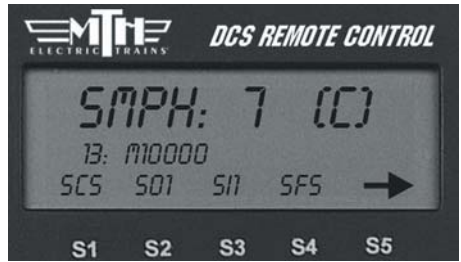 MTH DCS REMOTE CONTROL
ELECTRIC TRAINS
SMPH: 7 (C)
13: M10000
SCS SO1 SI1 SFS
S1 S2 S3 S4 S5